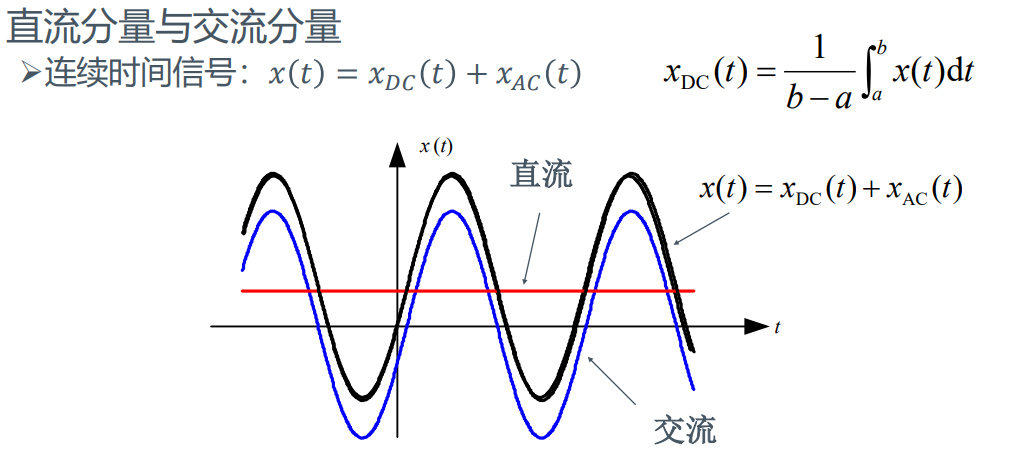 直流分量与交流分量
➢连续时间信号：$x(t) = x_{DC}(t) + x_{AC}(t)$
$x_{\mathrm{DC}}(t) = \frac{1}{b-a}\int_a^b x(t)\mathrm{d}t$
x (t)
直流
$x(t) = x_{\mathrm{DC}}(t) + x_{\mathrm{AC}}(t)$
t
交流